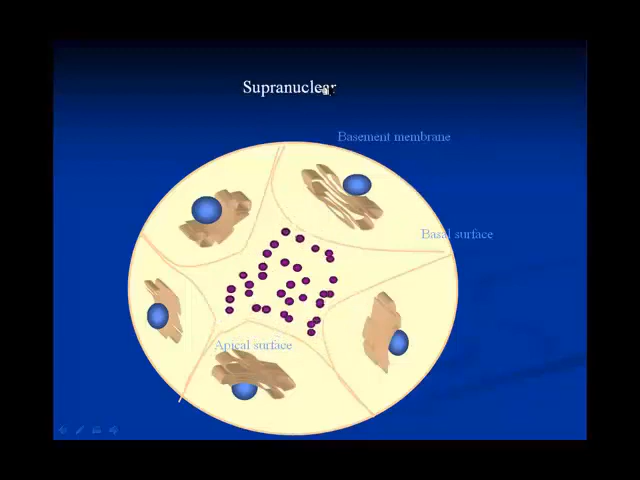 Supranuclear
Basement membrane
Basal surface
Apical surface